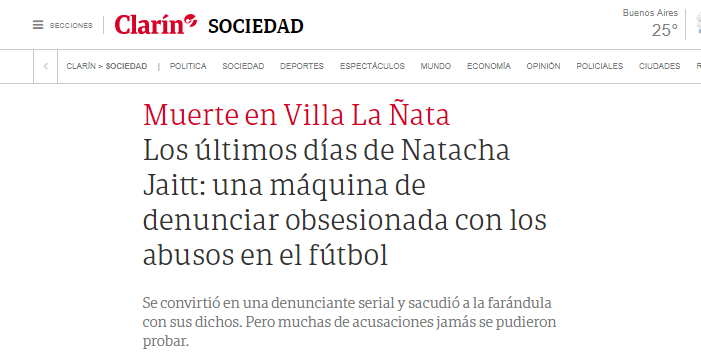 Buenos Aires
SECCIONES Clarín SOCIEDAD 25°
CLARÍN > SOCIEDAD | POLITICA SOCIEDAD DEPORTES ESPECTÁCULOS MUNDO ECONOMÍA OPINIÓN POLICIALES CIUDADES
Muerte en Villa La Ñata
Los últimos días de Natacha
Jaitt: una máquina de
denunciar obsesionada con los
abusos en el fútbol
Se convirtió en una denunciante serial y sacudió a la farándula
con sus dichos. Pero muchas de acusaciones jamás se pudieron
probar.